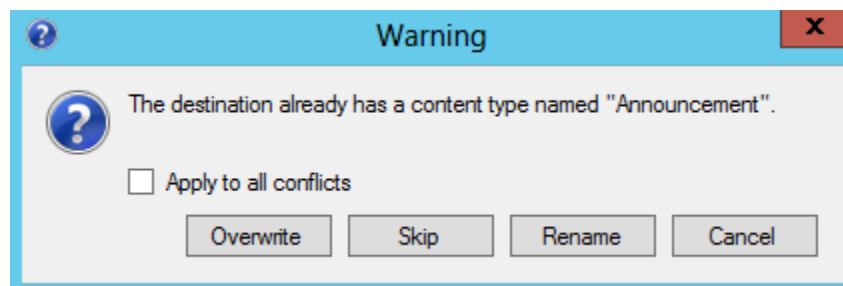 Warning
x
The destination already has a content type named "Announcement".
Apply to all conflicts
Overwrite Skip Rename Cancel